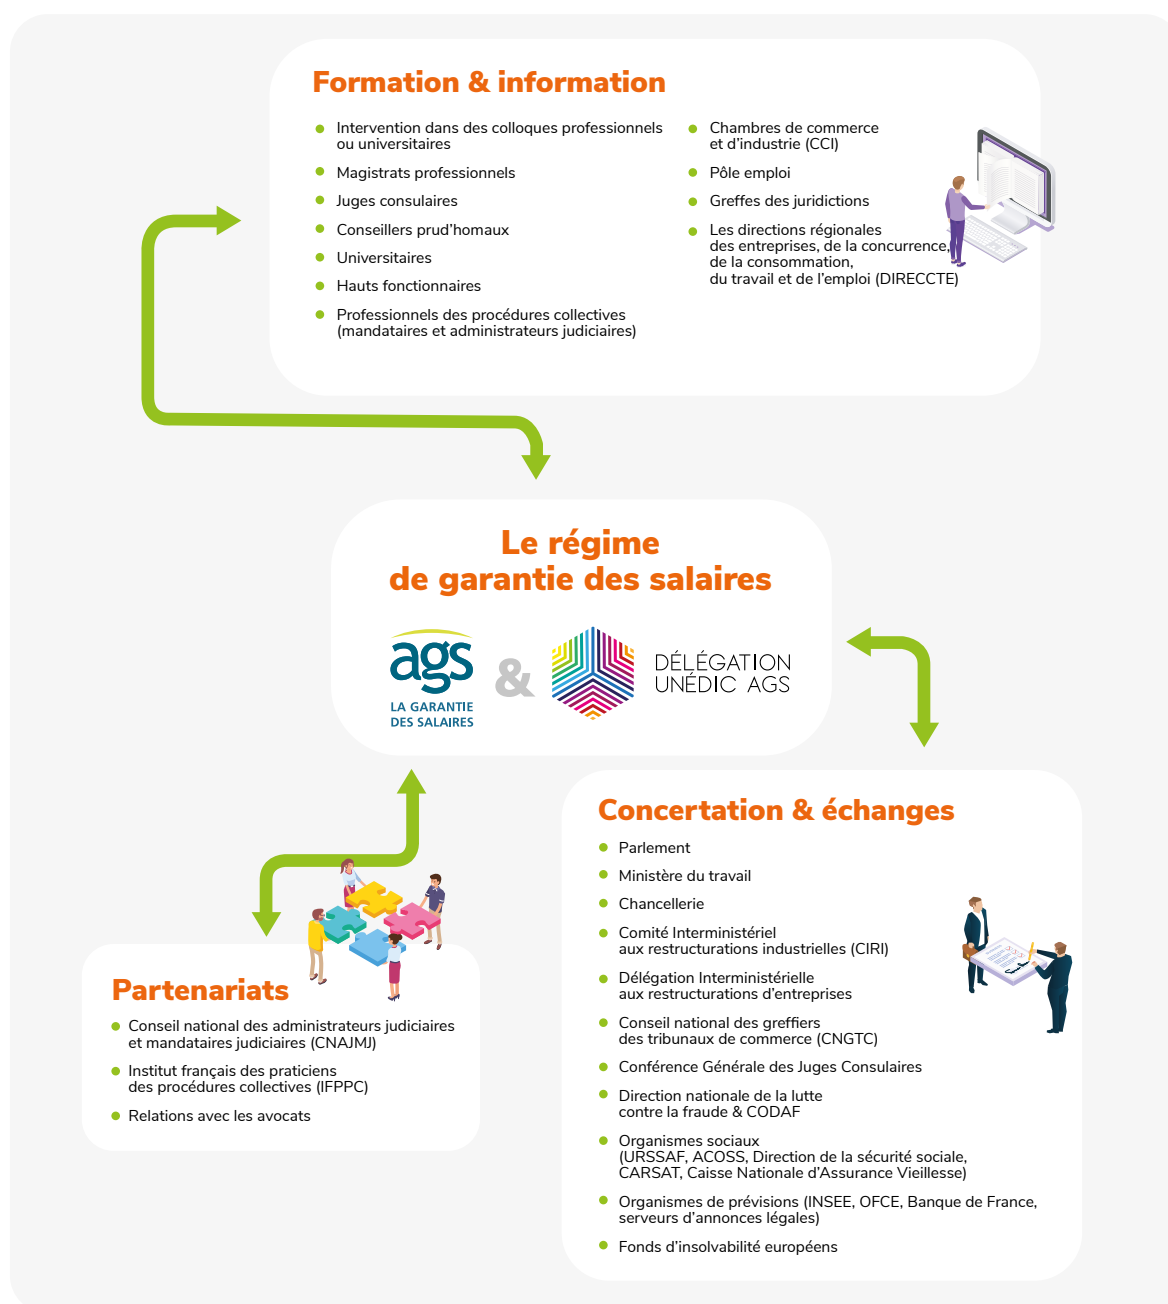 Formation & information
Intervention dans des colloques professionnels
ou universitaires
Magistrats professionnels
Juges consulaires
Conseillers prud'homaux
Universitaires
Hauts fonctionnaires
Professionnels des procédures collectives
(mandataires et administrateurs judiciaires)
Chambres de commerce
et d'industrie (CCI)
Pôle emploi
Greffes des juridictions
Les directions régionales
des entreprises, de la concurrence,
de la consommation,
du travail et de l'emploi (DIRECCTE)
Le régime
de garantie des salaires
ags
LA GARANTIE
DES SALAIRES
&
DÉLÉGATION
UNÉDIC AGS
Partenariats
Conseil national des administrateurs judiciaires
et mandataires judiciaires (CNAJMJ)
Institut français des praticiens
des procédures collectives (IFPPC)
Relations avec les avocats
Concertation & échanges
Parlement
Ministère du travail
Chancellerie
Comité Interministériel
aux restructurations industrielles (CIRI)
Délégation Interministérielle
aux restructurations d'entreprises
Conseil national des greffiers
des tribunaux de commerce (CNGTC)
Conférence Générale des Juges Consulaires
Direction nationale de la lutte
contre la fraude & CODAF
Organismes sociaux
(URSSAF, ACOSS, Direction de la sécurité sociale,
CARSAT, Caisse Nationale d'Assurance Vieillesse)
Organismes de prévisions (INSEE, OFCE, Banque de France,
serveurs d'annonces légales)
Fonds d'insolvabilité européens